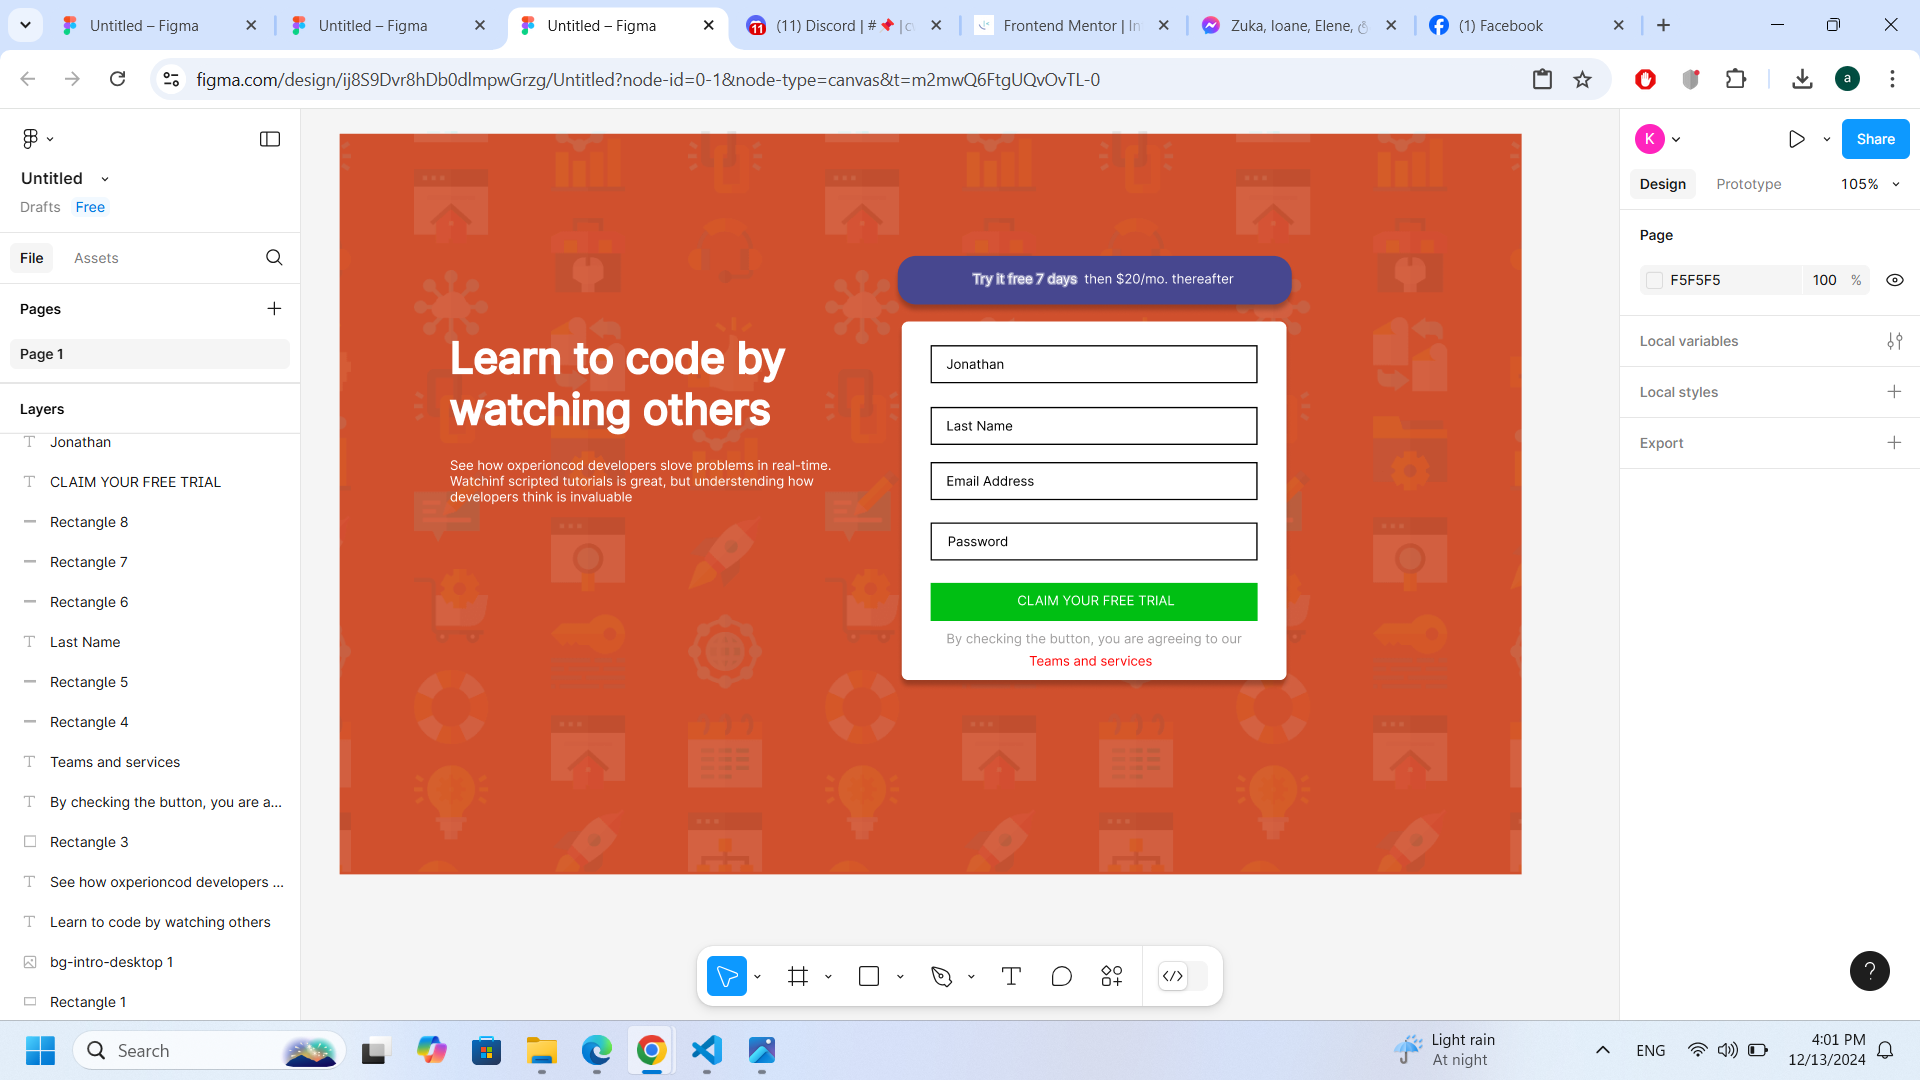 Untitled – Figma
Untitled – Figma
Untitled – Figma
(11) Discord | #
Frontend Mentor | In
Zuka, Ioane, Elene,
(1) Facebook
figma.com/design/ij8S9Dvr8hDb0dlmpwGrzg/Untitled?node-id=0-1&node-type=canvas&t=m2mwQ6FtgUQvOvTL-0
a
Untitled
Drafts Free
File Assets
Pages
Page 1
Layers
Jonathan
CLAIM YOUR FREE TRIAL
Rectangle 8
Rectangle 7
Rectangle 6
Last Name
Rectangle 5
Rectangle 4
Teams and services
By checking the button, you are a...
Rectangle 3
See how oxperioncod developers ...
Learn to code by watching others
bg-intro-desktop 1
Rectangle 1
Try it free 7 days then $20/mo. thereafter
Learn to code by
watching others
See how oxperioncod developers slove problems in real-time.
Watchinf scripted tutorials is great, but understending how
developers think is invaluable
Jonathan
Last Name
Email Address
Password
CLAIM YOUR FREE TRIAL
By checking the button, you are agreeing to our
Teams and services
K
Share
Design Prototype 105%
Page
F5F5F5 100 %
Local variables
Local styles
Export
?
Search
Light rain
At night
ENG
4:01 PM
12/13/2024